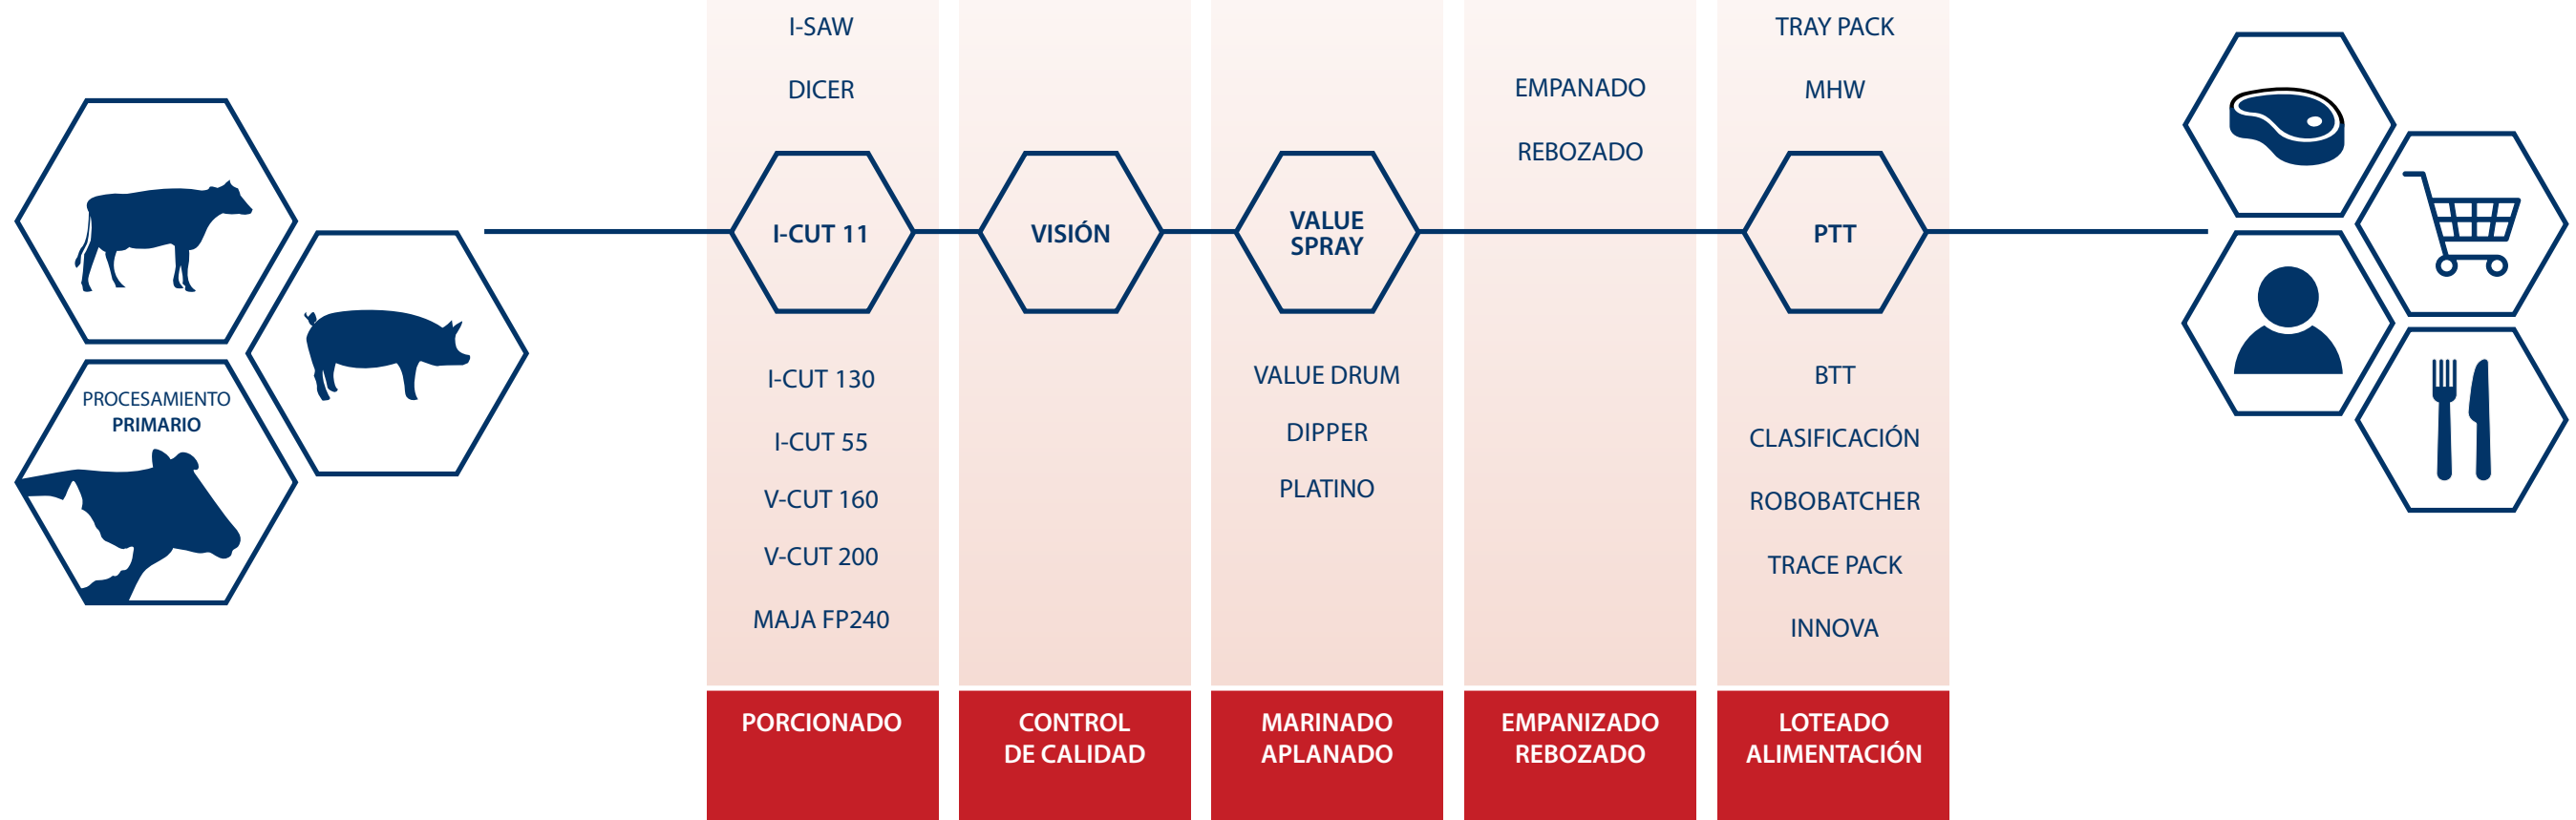 PROCESAMIENTO
PRIMARIO
I-SAW
DICER
I-CUT 11
I-CUT 130
I-CUT 55
V-CUT 160
V-CUT 200
MAJA FP240
PORCIONADO
VISIÓN
CONTROL
DE CALIDAD
VALUE
SPRAY
VALUE DRUM
DIPPER
PLATINO
MARINADO
APLANADO
EMPANADO
REBOZADO
EMPANIZADO
REBOZADO
TRAY PACK
MHW
PTT
BTT
CLASIFICACIÓN
ROBOBATCHER
TRACE PACK
INNOVA
LOTEADO
ALIMENTACIÓN